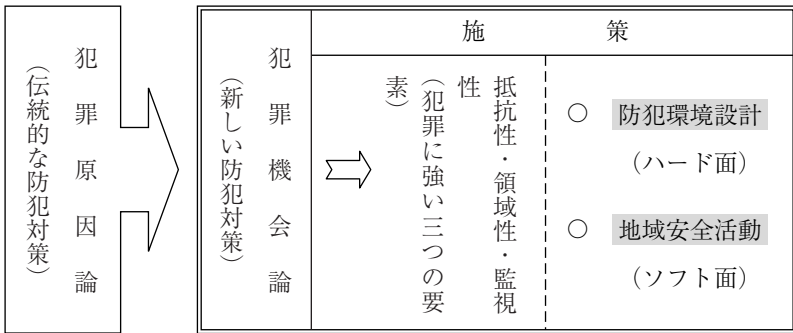 犯罪原因論
（伝統的な防犯対策）
犯罪機会論
（新しい防犯対策）
施策
抵抗性・領域性・監視
性
（犯罪に強い三つの要
素）
○ 防犯環境設計
（ハード面）
○ 地域安全活動
（ソフト面）